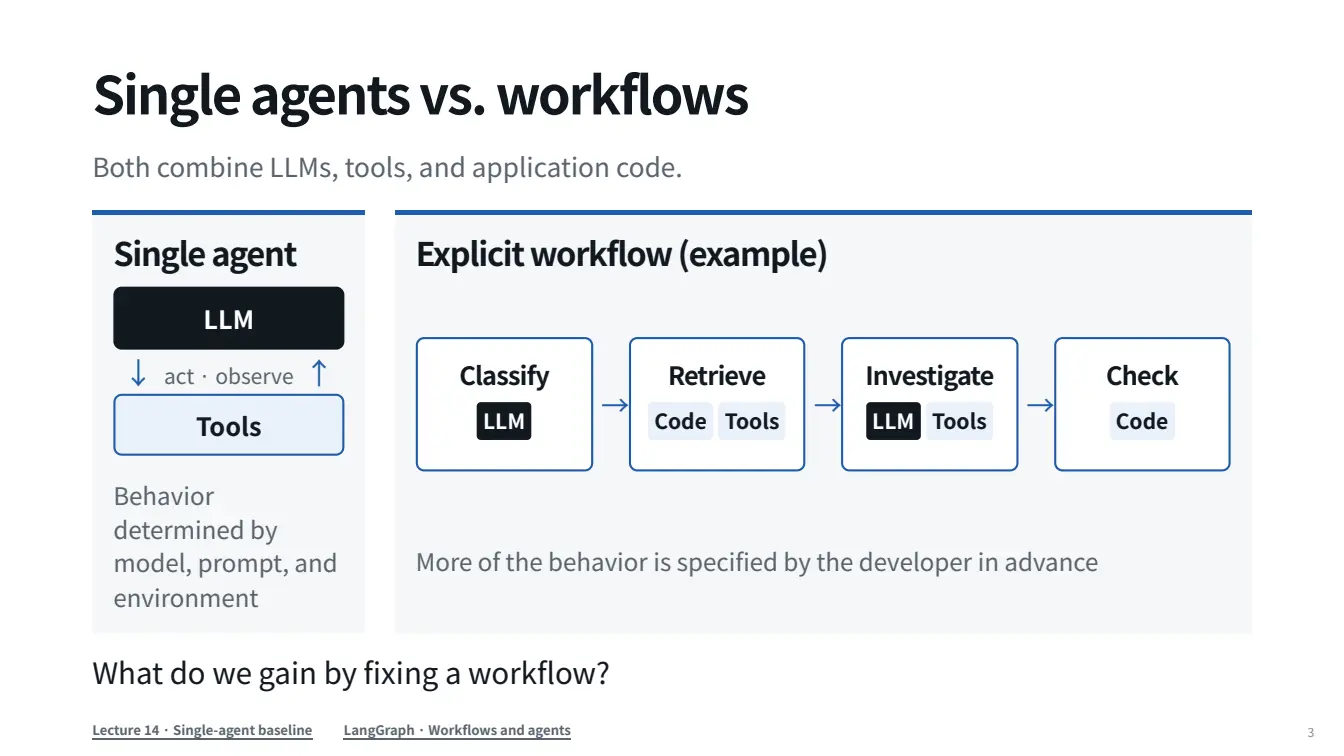 Single agents vs. workflows
Both combine LLMs, tools, and application code.
Single agent
LLM
↓ act · observe ↑
Tools
Behavior
determined by
model, prompt, and
environment
Explicit workflow (example)
Classify
LLM
→
Retrieve
Code Tools
→
Investigate
LLM Tools
→
Check
Code
More of the behavior is specified by the developer in advance
What do we gain by fixing a workflow?
Lecture 14 · Single-agent baseline
LangGraph · Workflows and agents
3